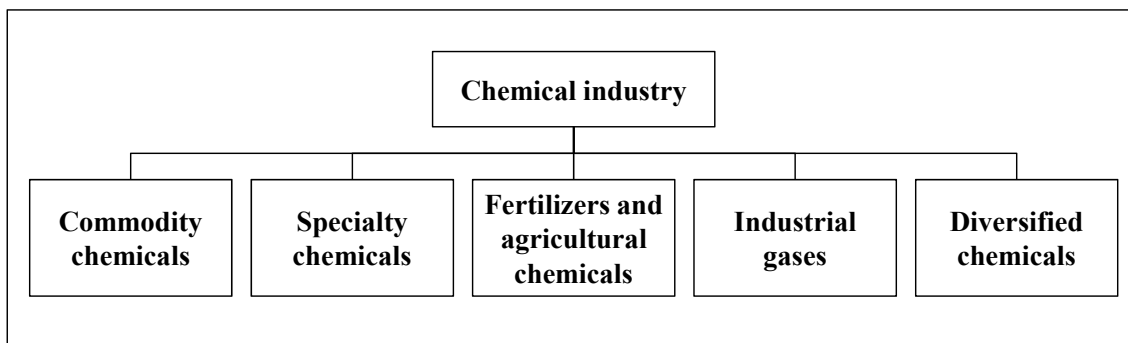 Chemical industry
Commodity
chemicals
Specialty
chemicals
Fertilizers and
agricultural
chemicals
Industrial
gases
Diversified
chemicals